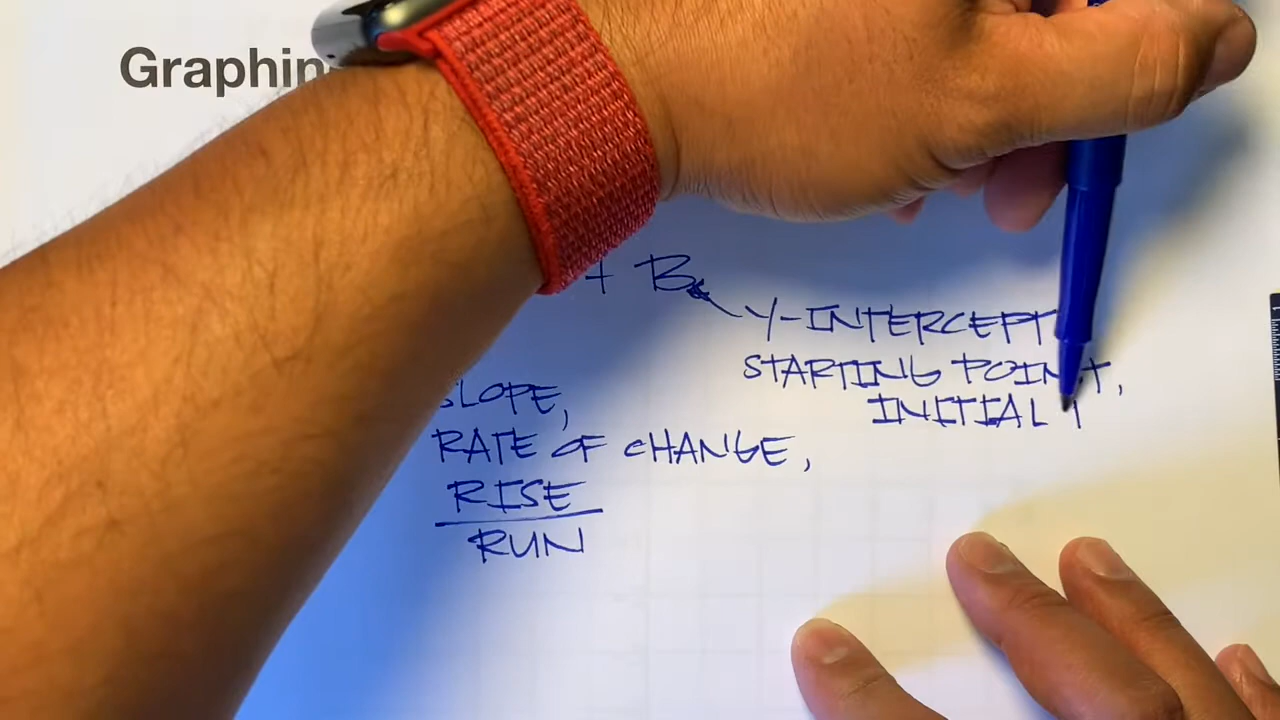 Graphin
+ B
Y-INTERCEPT
STARTING POINT,
INITIAL
SLOPE,
RATE OF CHANGE,
RISE
RUN